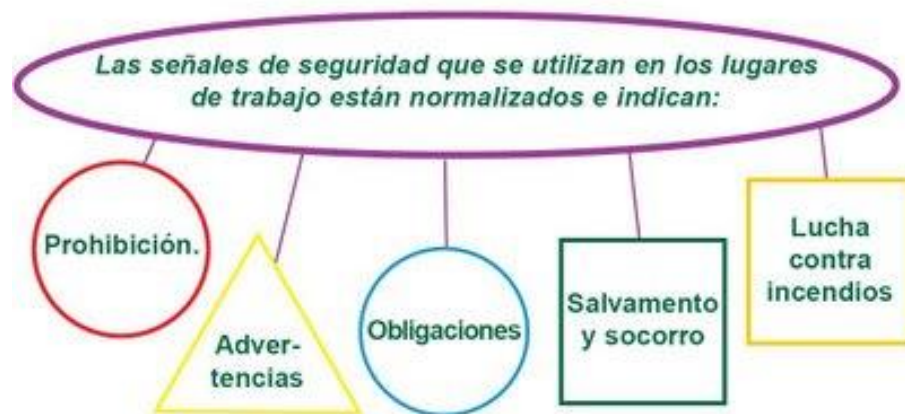 Las señales de seguridad que se utilizan en los lugares
de trabajo están normalizados e indican:
Prohibición.
Adver-
tencias
Obligaciones
Salvamento
y socorro
Lucha
contra
incendios